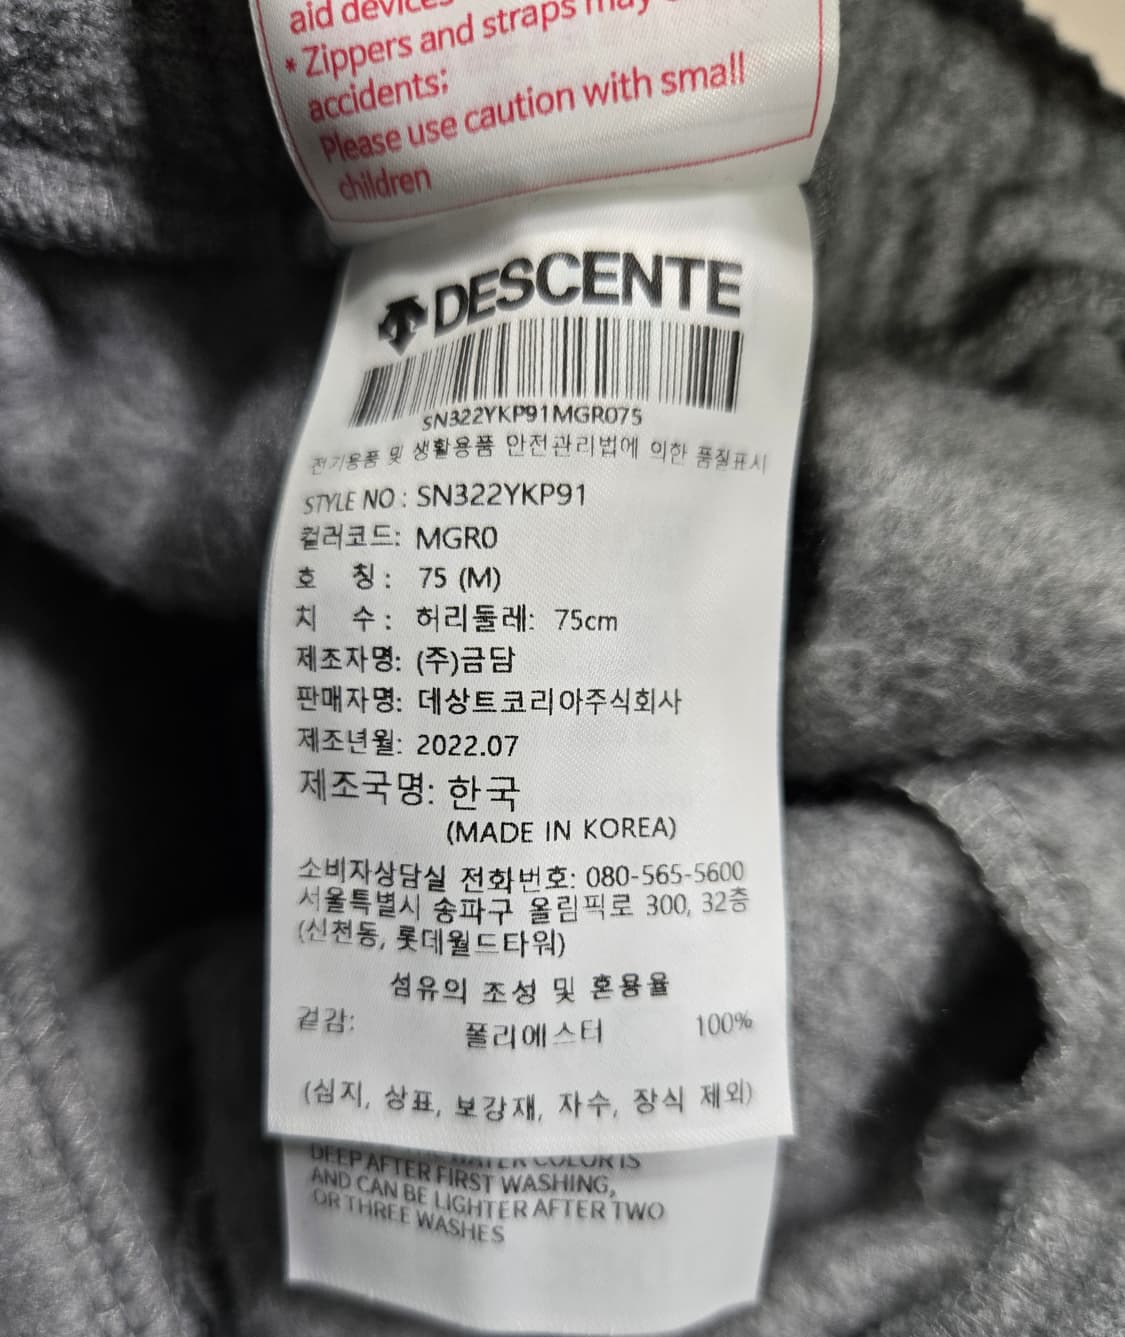 aid devices
* Zippers and straps may
accidents;
Please use caution with small
children
DESCENTE
SN322YKP91MGR075
전기용품 및 생활용품 안전관리법에 의한 품질표시
STYLE NO : SN322YKP91
컬러코드: MGR0
호 칭 : 75 (M)
치 수 : 허리둘레: 75cm
제조자명: (주)금담
판매자명: 데상트코리아주식회사
제조년월: 2022.07
제조국명: 한국
(MADE IN KOREA)
소비자상담실 전화번호: 080-565-5600
서울특별시 송파구 올림픽로 300, 32층
(신천동, 롯데월드타워)
섬유의 조성 및 혼용율
겉감: 폴리에스터 100%
(심지, 상표, 보강재, 자수, 장식 제외)
WATER COLOR IS
DEEP AFTER FIRST WASHING,
AND CAN BE LIGHTER AFTER TWO
OR THREE WASHES